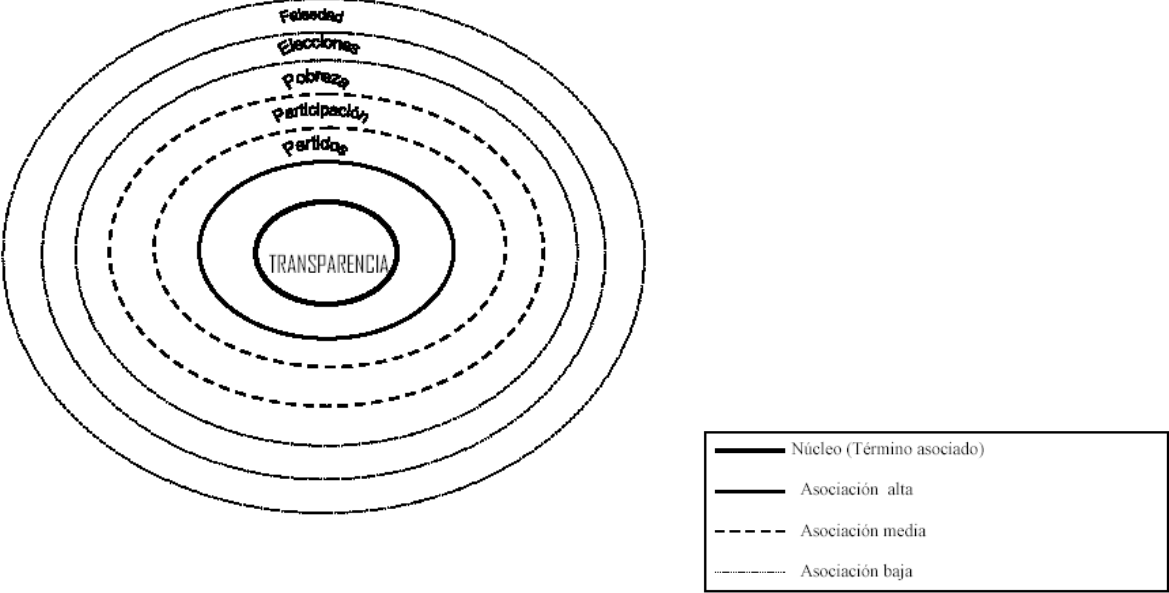 Falsedad
Elecciones
Pobreza
Participación
Partidos
TRANSPARENCIA
Núcleo (Término asociado)
Asociación alta
Asociación media
Asociación baja